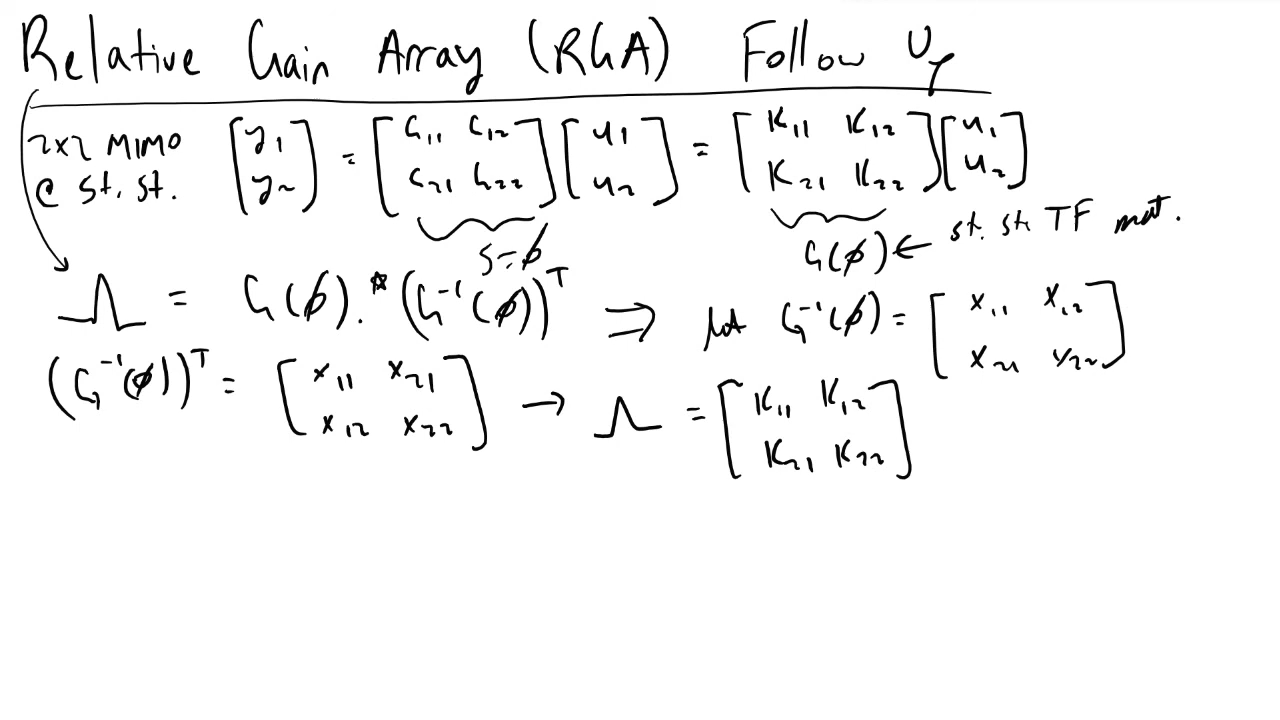 Relative Gain Array (RGA) Follow Up
2x2 MIMO @ st. st. [y1 y2] = [G11 G12 G21 G22] [u1 u2] = [K11 K12 K21 K22] [u1 u2]
s=0 G(0) ← st. st. TF mat.
Λ = G(0) .* (G⁻¹(0))ᵀ ⇒ let G⁻¹(0) = [x11 x12 x21 x22]
(G⁻¹(0))ᵀ = [x11 x21 x12 x22] → Λ = [K11 K12 K21 K22]